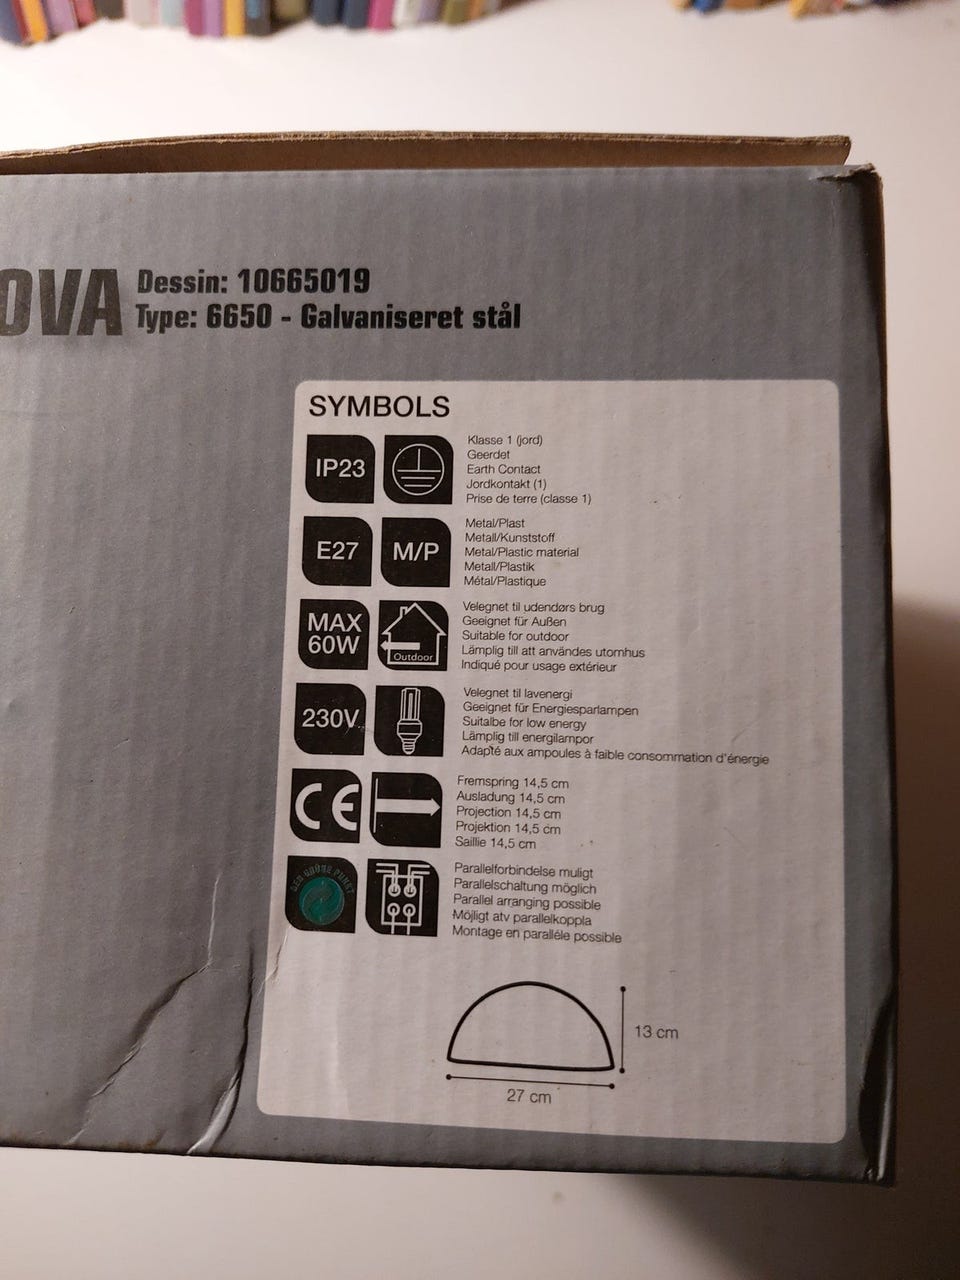 OVA
Dessin: 10665019
Type: 6650 - Galvaniseret stål
SYMBOLS
IP23
Klasse 1 (jord)
Geerdet
Earth Contact
Jordkontakt (1)
Prise de terre (classe 1)
E27
M/P
Metal/Plast
Metall/Kunststoff
Metal/Plastic material
Metall/Plastik
Métal/Plastique
MAX
60W
Outdoor
Velegnet til udendørs brug
Geeignet für Außen
Suitable for outdoor
Lämplig till att användes utomhus
Indiqué pour usage extérieur
230V
Velegnet til lavenergi
Geeignet für Energiesparlampen
Suitalbe for low energy
Lämplig till energilampor
Adapté aux ampoules à faible consommation d'énergie
CE
Fremspring 14,5 cm
Ausladung 14,5 cm
Projection 14,5 cm
Projektion 14,5 cm
Saillie 14,5 cm
DER GRÜNE PUNKT
Parallelforbindelse muligt
Parallelschaltung möglich
Parallel arranging possible
Möjligt atv parallelkoppla
Montage en parallèle possible
13 cm
27 cm